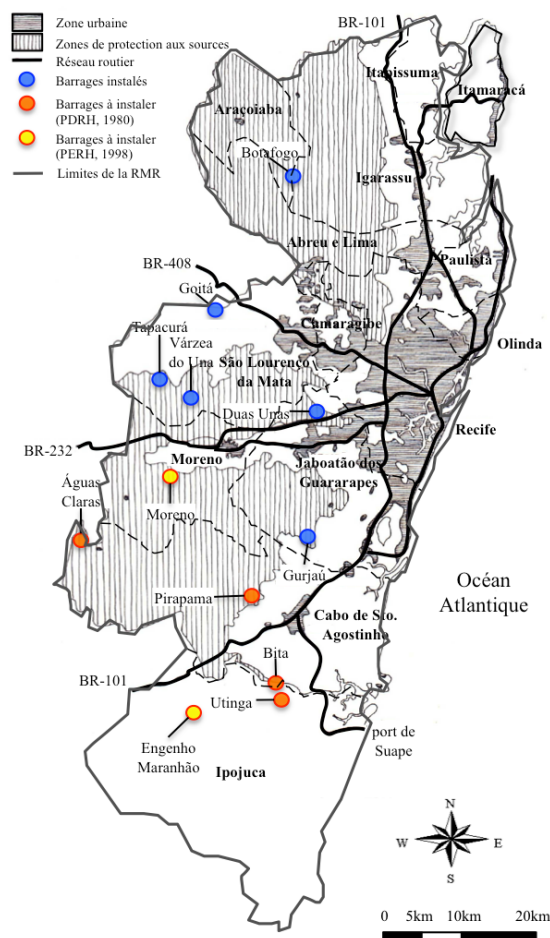 Zone urbaine
Zones de protection aux sources
Réseau routier
Barrages instalés
Barrages à instaler
(PDRH, 1980)
Barrages à instaler
(PERH, 1998)
Limites de la RMR
BR-101
Itapissuma
Itamaracá
Araçoiaba
Botafogo
Igarassu
Abreu e Lima
Paulista
BR-408
Goitá
Camaragibe
Olinda
Tapacurá
Várzea
do Una
São Lourenço
da Mata
Duas Unas
Recife
BR-232
Moreno
Jaboatão dos
Guararapes
Águas
Claras
Moreno
Gurjaú
Océan
Atlantique
Pirapama
Cabo de Sto.
Agostinho
Bita
BR-101
Utinga
port de
Suape
Engenho
Maranhão
Ipojuca
N
W
E
S
0 5km 10km 20km